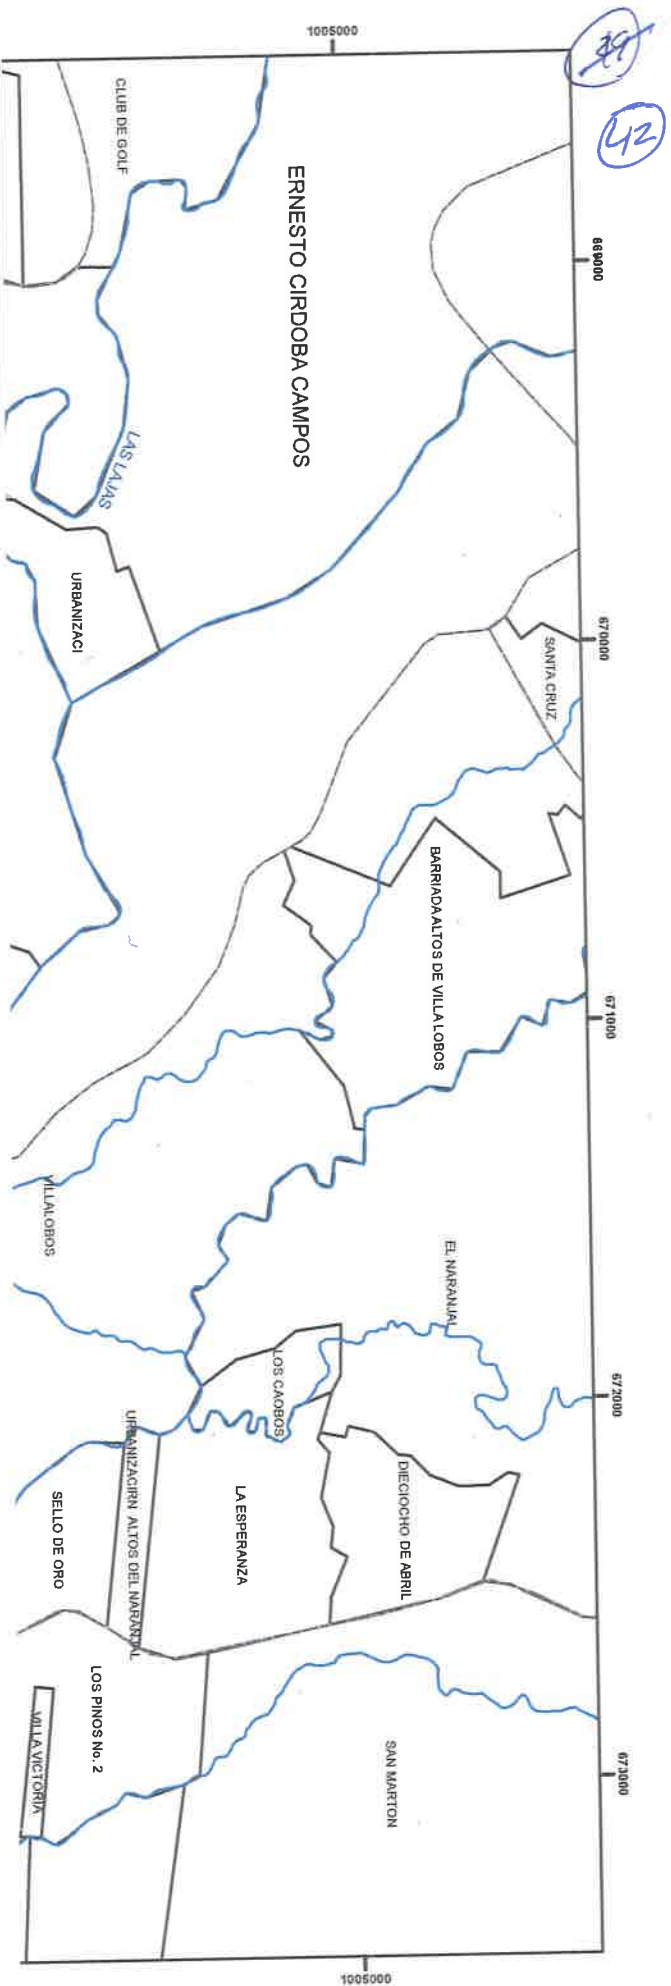 39
42
1005000
669000
670000
671000
672000
673000
1005000
CLUB DE GOLF
ERNESTO CIRDOBA CAMPOS
LAS LAJAS
URBANIZACI
SANTA CRUZ
BARRIADA ALTOS DE VILLA LOBOS
VILLALOBOS
EL NARANJAL
LOS CAOBOS
DIECIOCHO DE ABRIL
LA ESPERANZA
URBANIZACIRN ALTOS DEL NARANJAL
SELLO DE ORO
LOS PINOS No. 2
VILLA VICTORIA
SAN MARTON